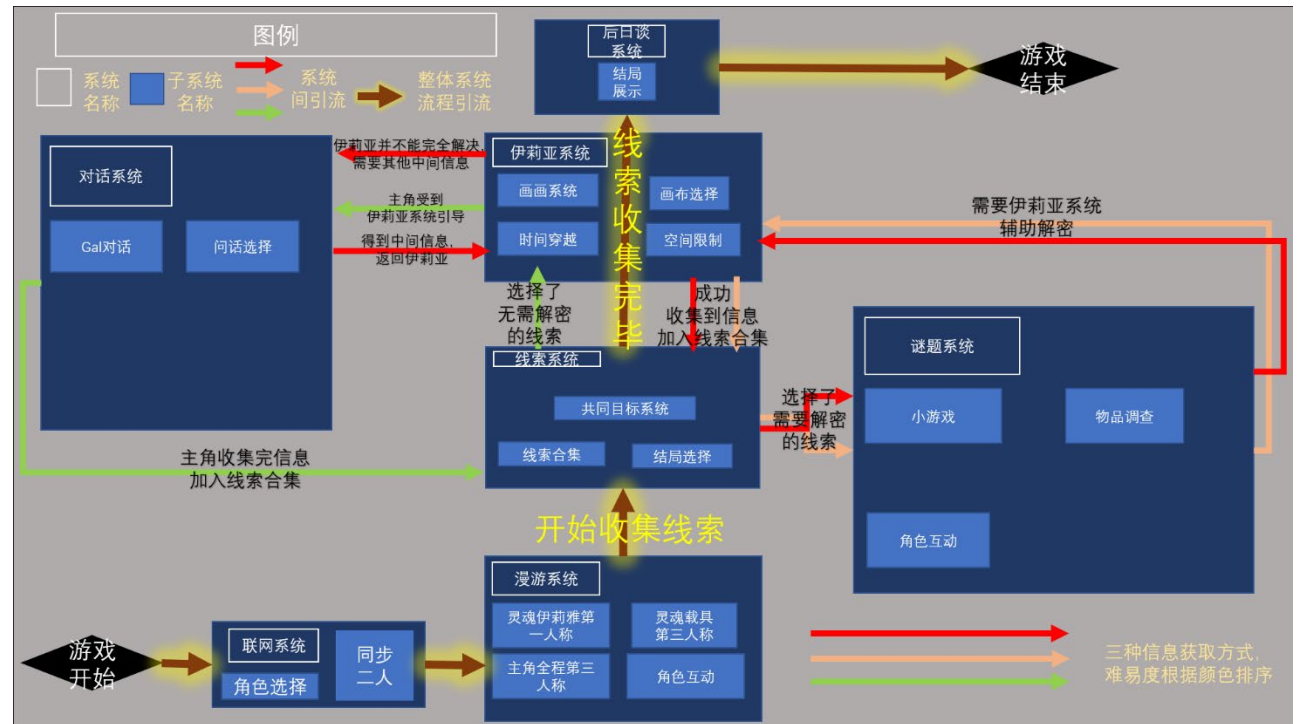 图例
系统
名称
子系统
名称
系统
间引流
整体系统
流程引流
后日谈
系统
结局
展示
游戏
结束
对话系统
Gal对话
问话选择
伊莉亚并不能完全解决,
需要其他中间信息
主角受到
伊莉亚系统引导
得到中间信息,
返回伊莉亚
伊莉亚系统
画画系统
画布选择
时间穿越
空间限制
线索收集完毕
需要伊莉亚系统
辅助解密
选择了
无需解密
的线索
成功
收集到信息
加入线索合集
线索系统
共同目标系统
线索合集
结局选择
选择了
需要解密
的线索
谜题系统
小游戏
物品调查
角色互动
主角收集完信息
加入线索合集
开始收集线索
漫游系统
灵魂伊莉雅第
一人称
灵魂载具
第三人称
主角全程第三
人称
角色互动
游戏
开始
联网系统
角色选择
同步
二人
三种信息获取方式,
难易度根据颜色排序